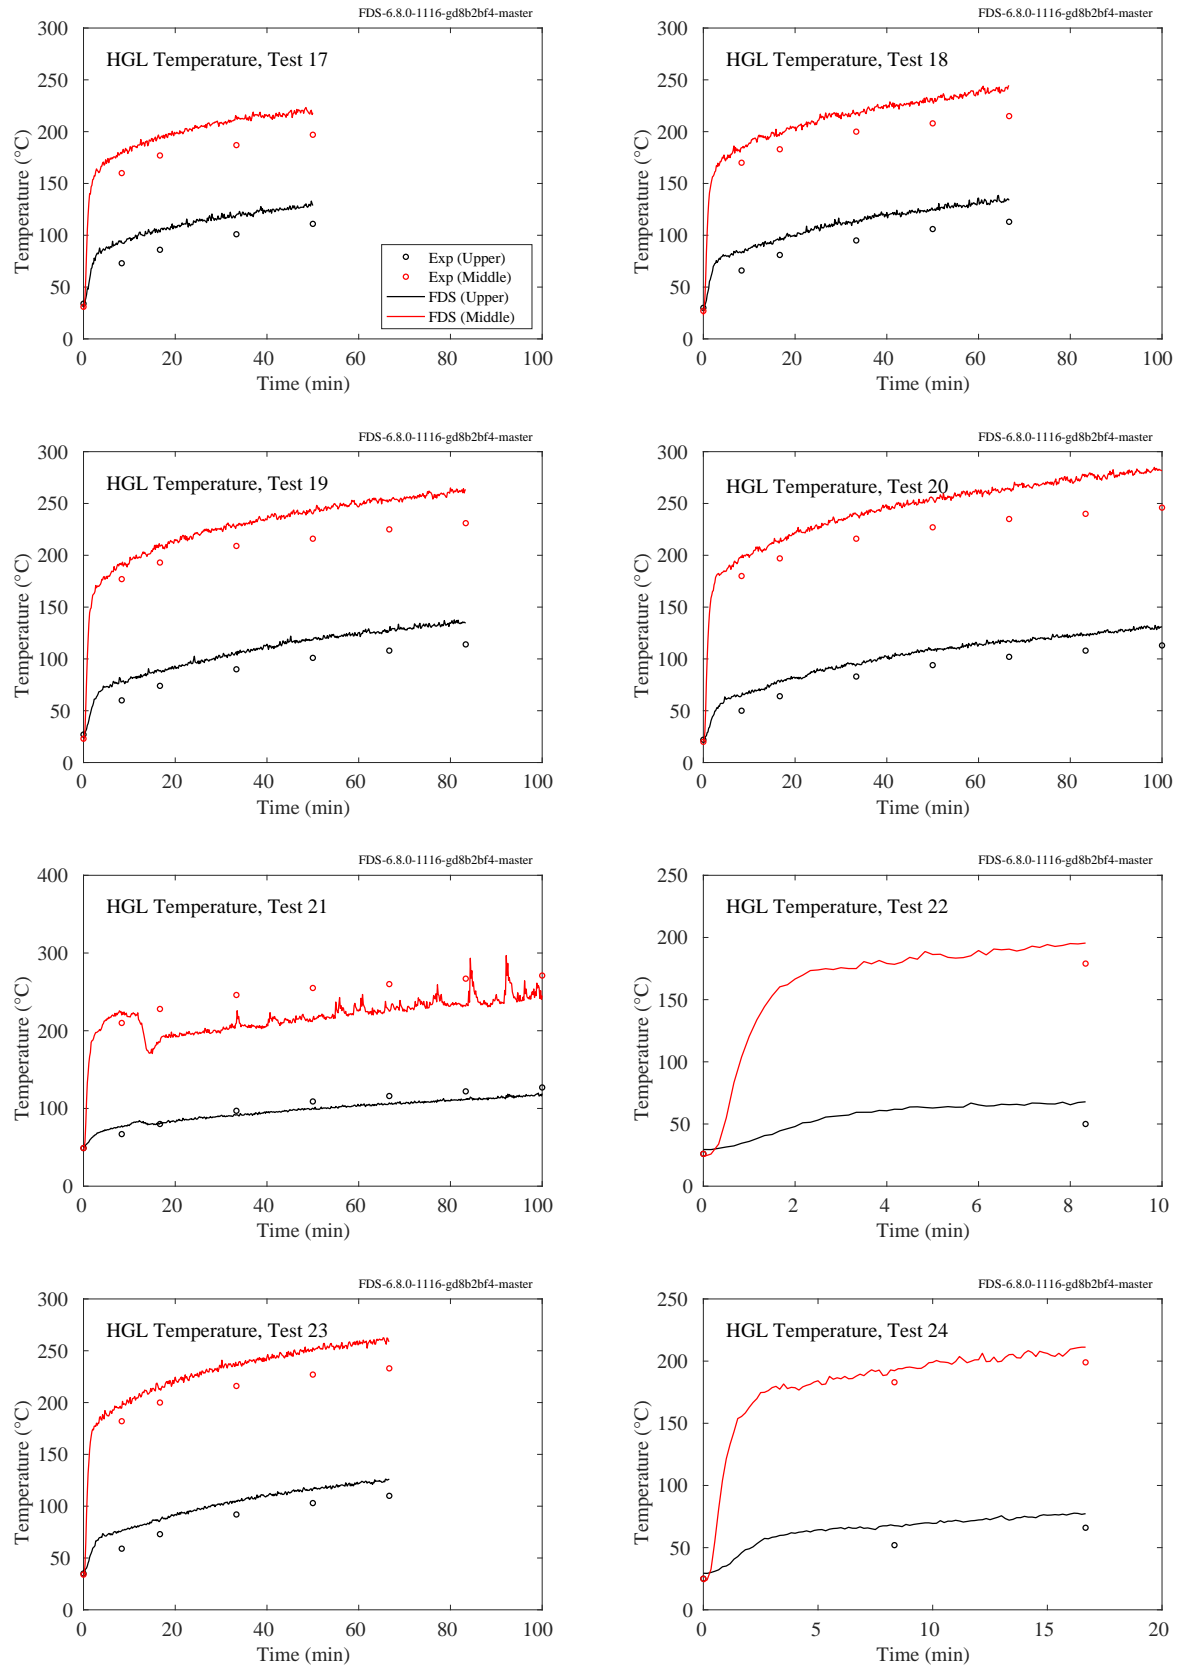 FDS-6.8.0-1116-gd8b2bf4-master
HGL Temperature, Test 17
300
250
200
150
100
50
0
Temperature (°C)
Exp (Upper)
Exp (Middle)
FDS (Upper)
FDS (Middle)
0 20 40 60 80 100
Time (min)
FDS-6.8.0-1116-gd8b2bf4-master
HGL Temperature, Test 18
300
250
200
150
100
50
0
Temperature (°C)
0 20 40 60 80 100
Time (min)
FDS-6.8.0-1116-gd8b2bf4-master
HGL Temperature, Test 19
300
250
200
150
100
50
0
Temperature (°C)
0 20 40 60 80 100
Time (min)
FDS-6.8.0-1116-gd8b2bf4-master
HGL Temperature, Test 20
300
250
200
150
100
50
0
Temperature (°C)
0 20 40 60 80 100
Time (min)
FDS-6.8.0-1116-gd8b2bf4-master
HGL Temperature, Test 21
400
300
200
100
0
Temperature (°C)
0 20 40 60 80 100
Time (min)
FDS-6.8.0-1116-gd8b2bf4-master
HGL Temperature, Test 22
250
200
150
100
50
0
Temperature (°C)
0 2 4 6 8 10
Time (min)
FDS-6.8.0-1116-gd8b2bf4-master
HGL Temperature, Test 23
300
250
200
150
100
50
0
Temperature (°C)
0 20 40 60 80 100
Time (min)
FDS-6.8.0-1116-gd8b2bf4-master
HGL Temperature, Test 24
250
200
150
100
50
0
Temperature (°C)
0 5 10 15 20
Time (min)